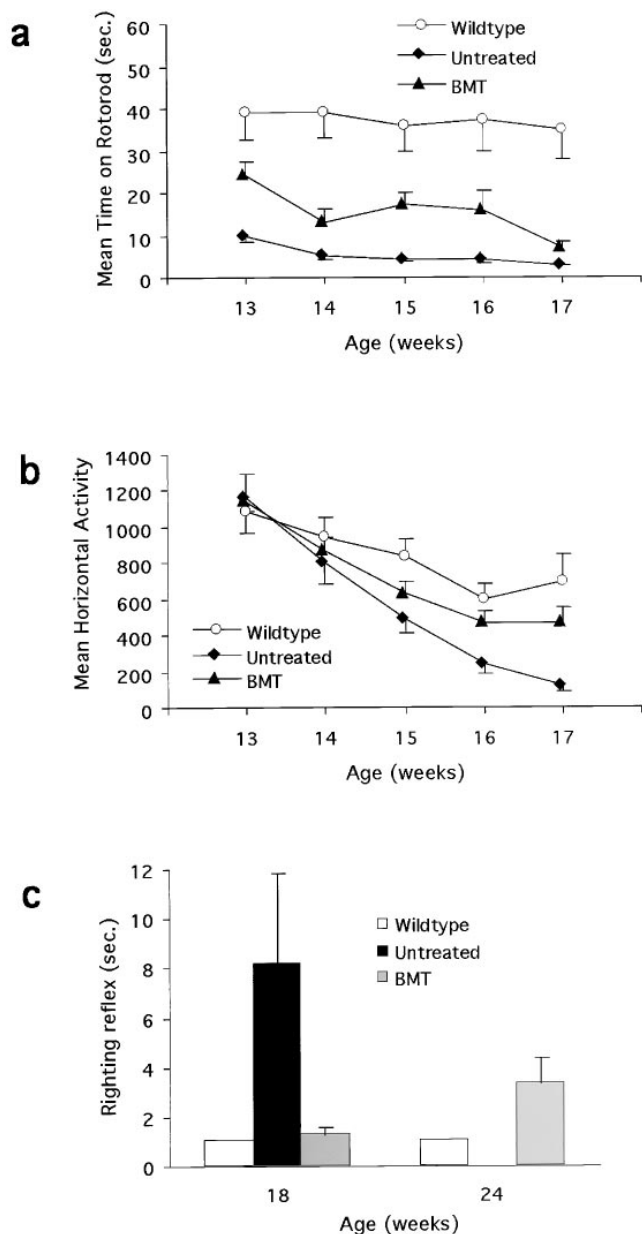 a
Mean Time on Rotorod (sec.)
60
50
40
30
20
10
0
Wildtype
Untreated
BMT
13 14 15 16 17
Age (weeks)
b
Mean Horizontal Activity
1400
1200
1000
800
600
400
200
0
Wildtype
Untreated
BMT
13 14 15 16 17
Age (weeks)
c
Righting reflex (sec.)
12
10
8
6
4
2
0
Wildtype
Untreated
BMT
18 24
Age (weeks)